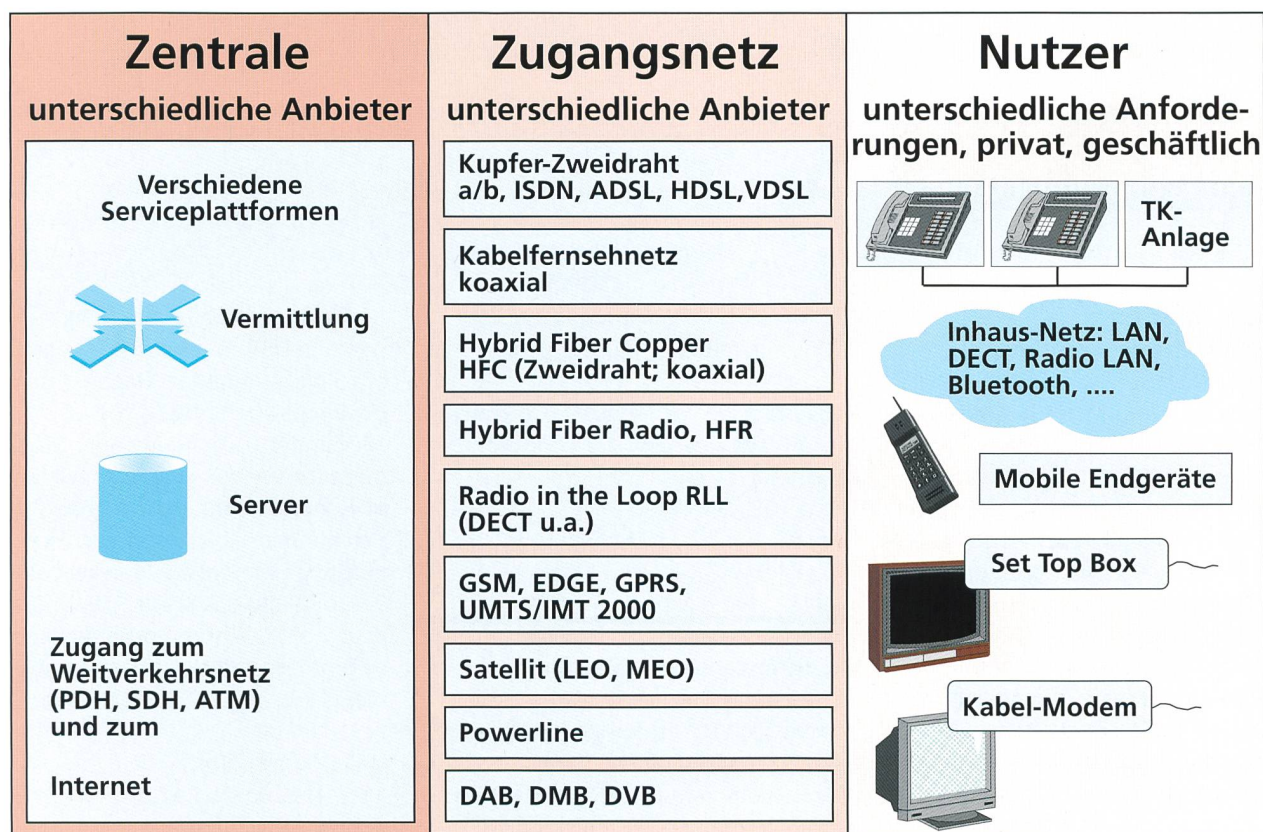 Zentrale
unterschiedliche Anbieter
Verschiedene
Serviceplattformen
Vermittlung
Server
Zugang zum
Weitverkehrsnetz
(PDH, SDH, ATM)
und zum
Internet
Zugangsnetz
unterschiedliche Anbieter
Kupfer-Zweidraht
a/b, ISDN, ADSL, HDSL,VDSL
Kabelfernsehnetz
koaxial
Hybrid Fiber Copper
HFC (Zweidraht; koaxial)
Hybrid Fiber Radio, HFR
Radio in the Loop RLL
(DECT u.a.)
GSM, EDGE, GPRS,
UMTS/IMT 2000
Satellit (LEO, MEO)
Powerline
DAB, DMB, DVB
Nutzer
unterschiedliche Anforde-
rungen, privat, geschäftlich
TK-
Anlage
Inhaus-Netz: LAN,
DECT, Radio LAN,
Bluetooth, ....
Mobile Endgeräte
Set Top Box
Kabel-Modem